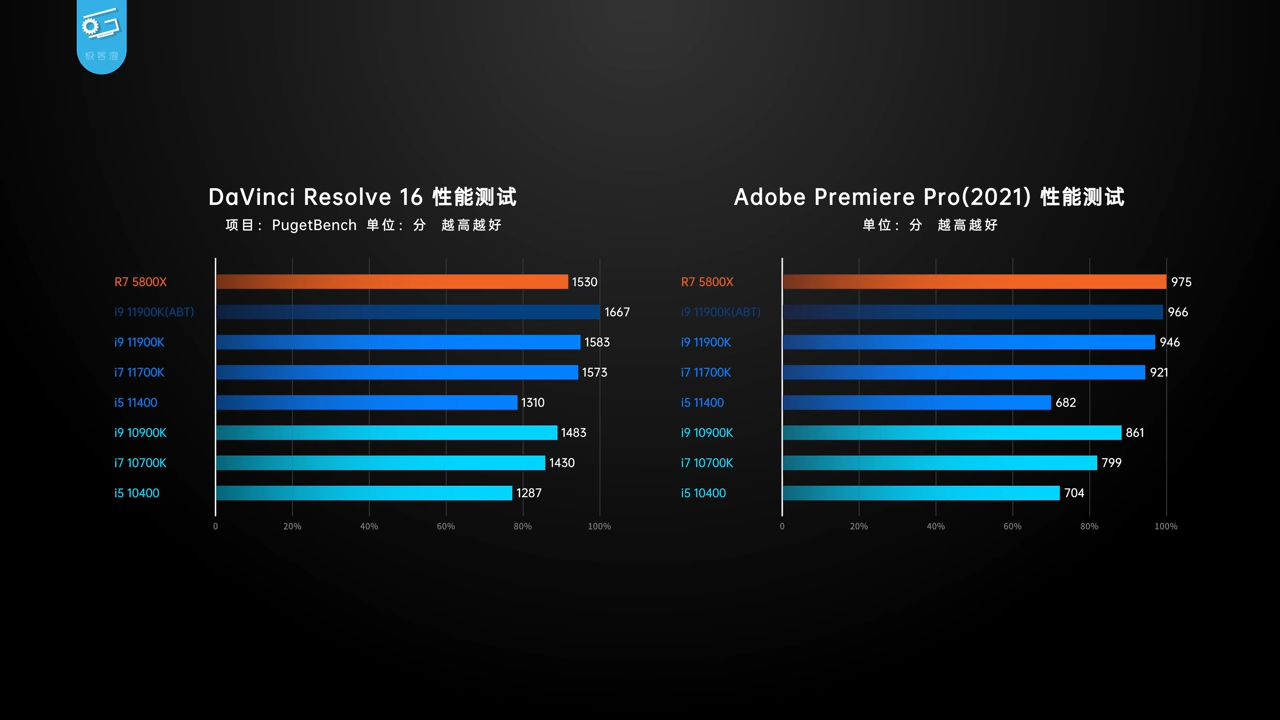 极客湾
DaVinci Resolve 16 性能测试
项目：PugetBench 单位：分 越高越好
R7 5800X 1530
i9 11900K(ABT) 1667
i9 11900K 1583
i7 11700K 1573
i5 11400 1310
i9 10900K 1483
i7 10700K 1430
i5 10400 1287
0 20% 40% 60% 80% 100%
Adobe Premiere Pro(2021) 性能测试
单位：分 越高越好
R7 5800X 975
i9 11900K(ABT) 966
i9 11900K 946
i7 11700K 921
i5 11400 682
i9 10900K 861
i7 10700K 799
i5 10400 704
0 20% 40% 60% 80% 100%